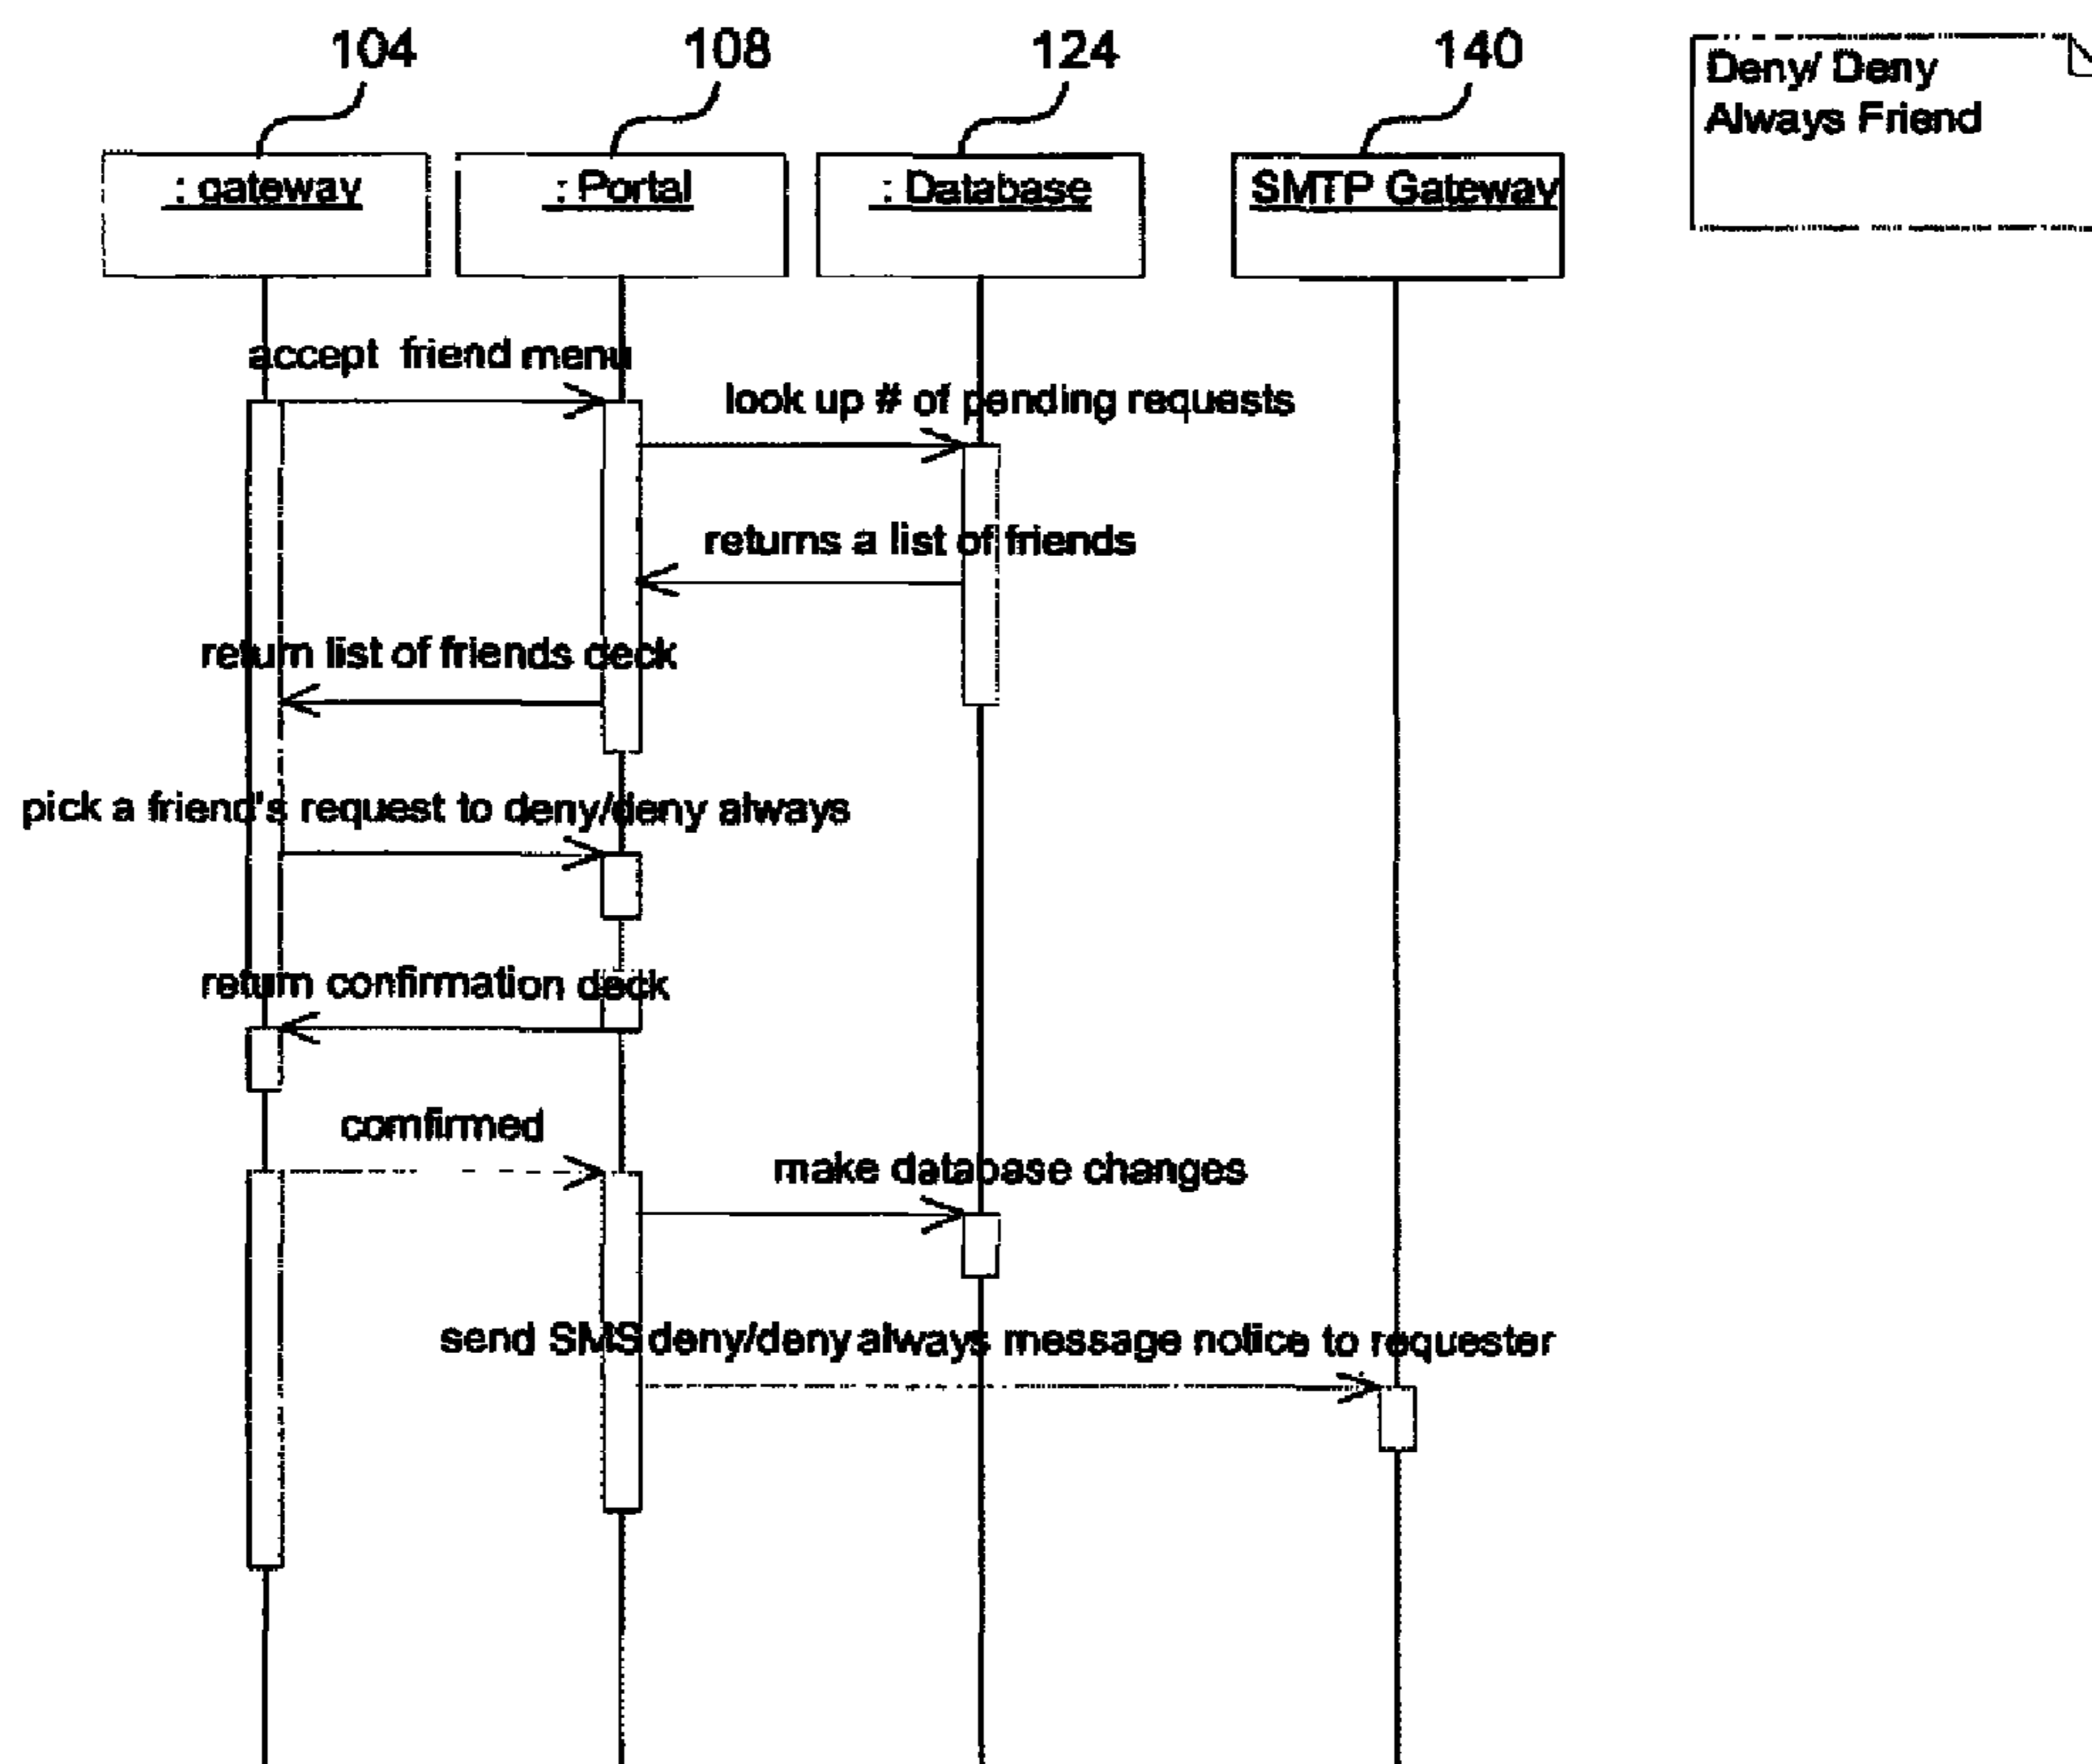 104
108
124
140
Deny/ Deny
Always Friend
: gateway
: Portal
: Database
SMTP Gateway
accept friend menu
look up # of pending requests
returns a list of friends
return list of friends deck
pick a friend's request to deny/deny always
return confirmation deck
comfirmed
make database changes
send SMS deny/deny always message notice to requester